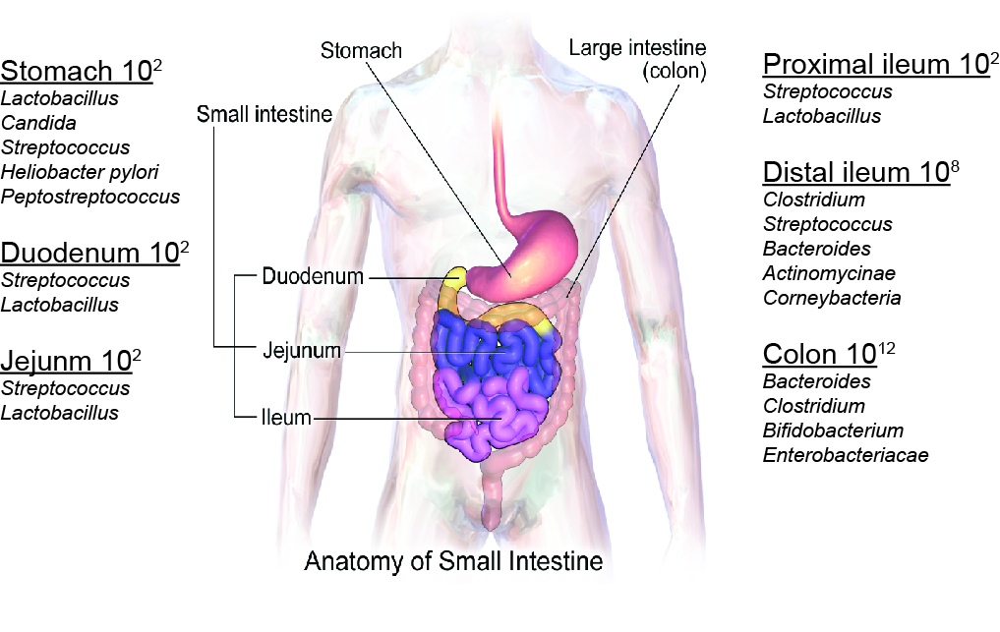 Stomach 10²
Lactobacillus
Candida
Streptococcus
Heliobacter pylori
Peptostreptococcus
Duodenum 10²
Streptococcus
Lactobacillus
Jejunm 10²
Streptococcus
Lactobacillus
Stomach
Large intestine
(colon)
Small intestine
Duodenum
Jejunum
Ileum
Anatomy of Small Intestine
Proximal ileum 10²
Streptococcus
Lactobacillus
Distal ileum 10⁸
Clostridium
Streptococcus
Bacteroides
Actinomycinae
Corneybacteria
Colon 10¹²
Bacteroides
Clostridium
Bifidobacterium
Enterobacteriacae